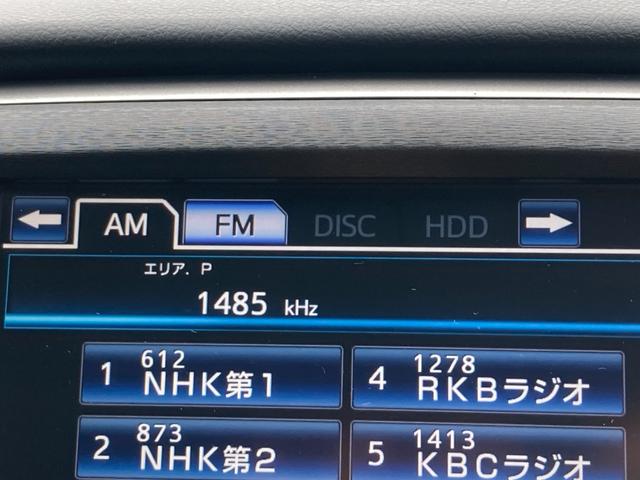 AM FM DISC HDD
エリア. P
1485 kHz
1 612 NHK第1
4 1278 RKBラジオ
2 873 NHK第2
5 1413 KBCラジオ